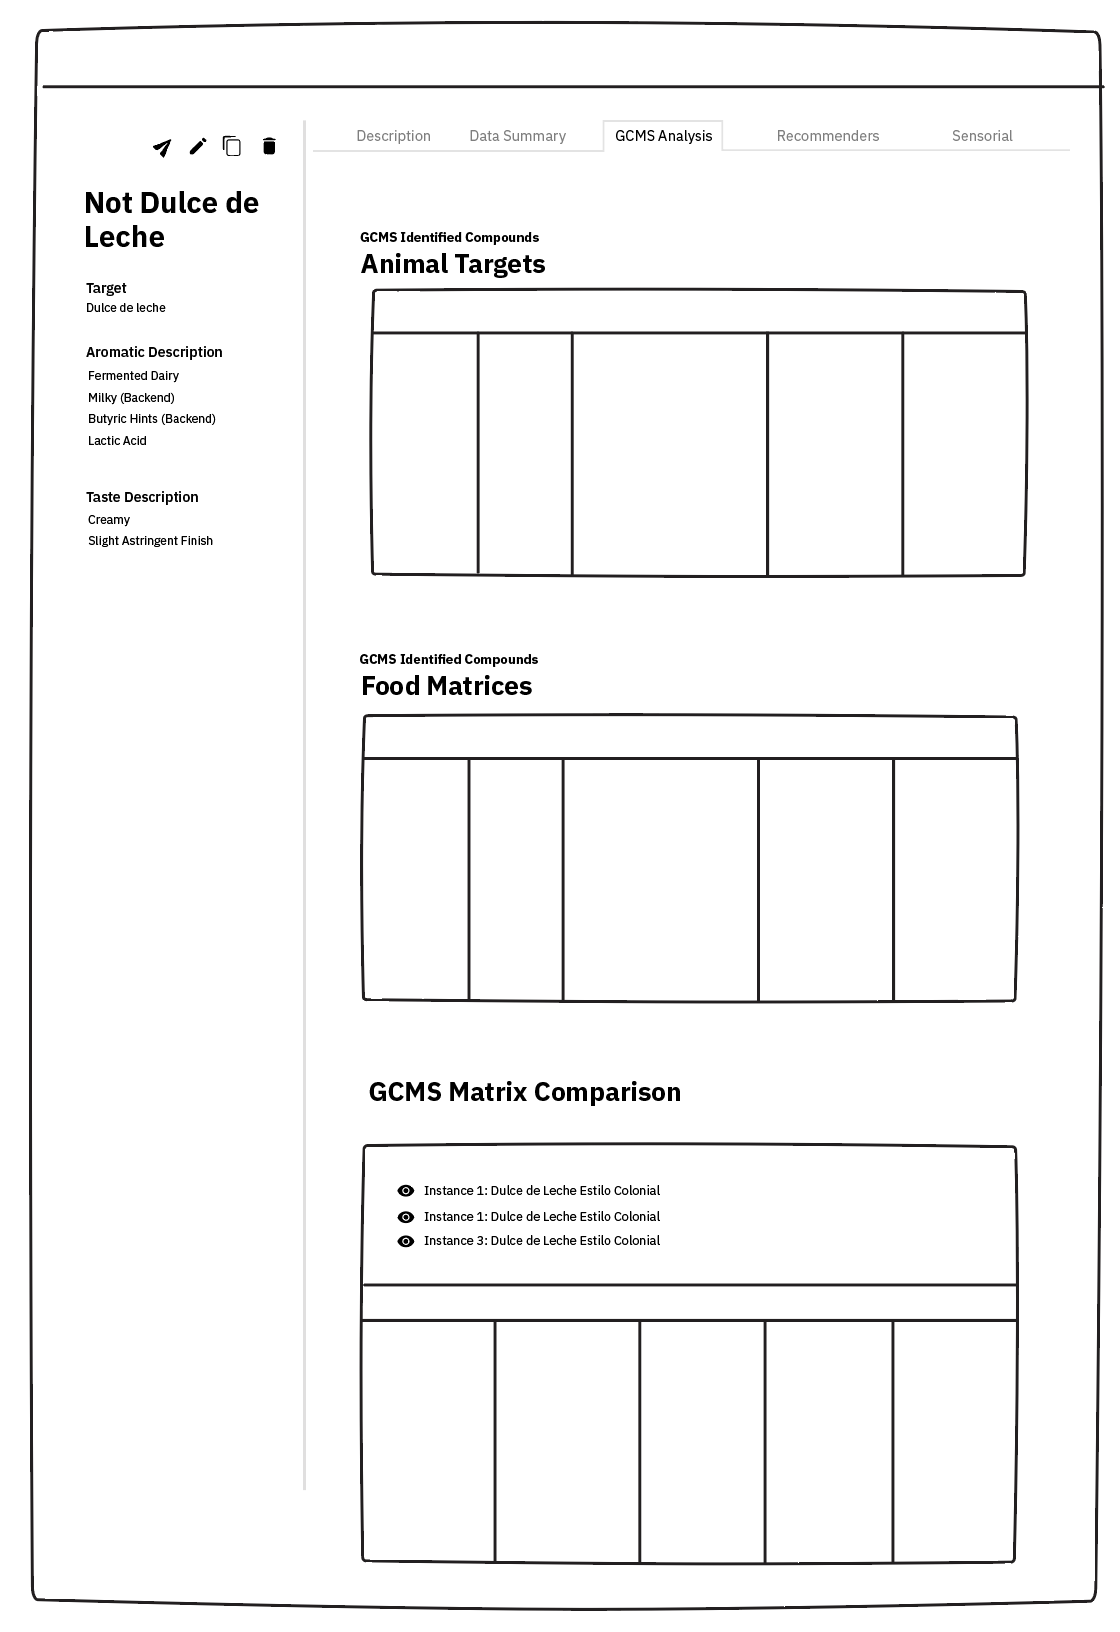 Description
Data Summary
GCMS Analysis
Recommenders
Sensorial
Not Dulce de
Leche
Target
Dulce de leche
Aromatic Description
Fermented Dairy
Milky (Backend)
Butyric Hints (Backend)
Lactic Acid
Taste Description
Creamy
Slight Astringent Finish
GCMS Identified Compounds
Animal Targets
GCMS Identified Compounds
Food Matrices
GCMS Matrix Comparison
Instance 1: Dulce de Leche Estilo Colonial
Instance 1: Dulce de Leche Estilo Colonial
Instance 3: Dulce de Leche Estilo Colonial